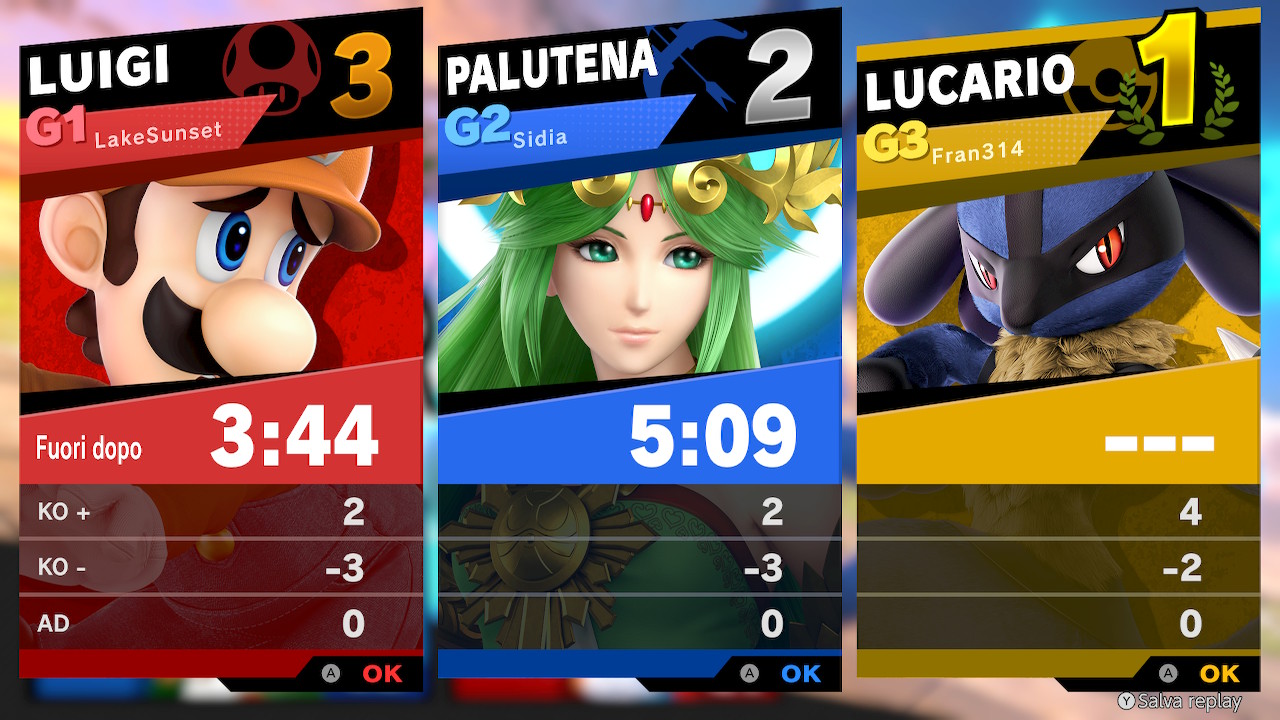 LUIGI 3
G1 LakeSunset
Fuori dopo 3:44
KO + 2
KO - -3
AD 0
A OK
PALUTENA 2
G2 Sidia
5:09
2
-3
0
A OK
LUCARIO 1
G3 Fran314
---
4
-2
0
A OK
Y Salva replay